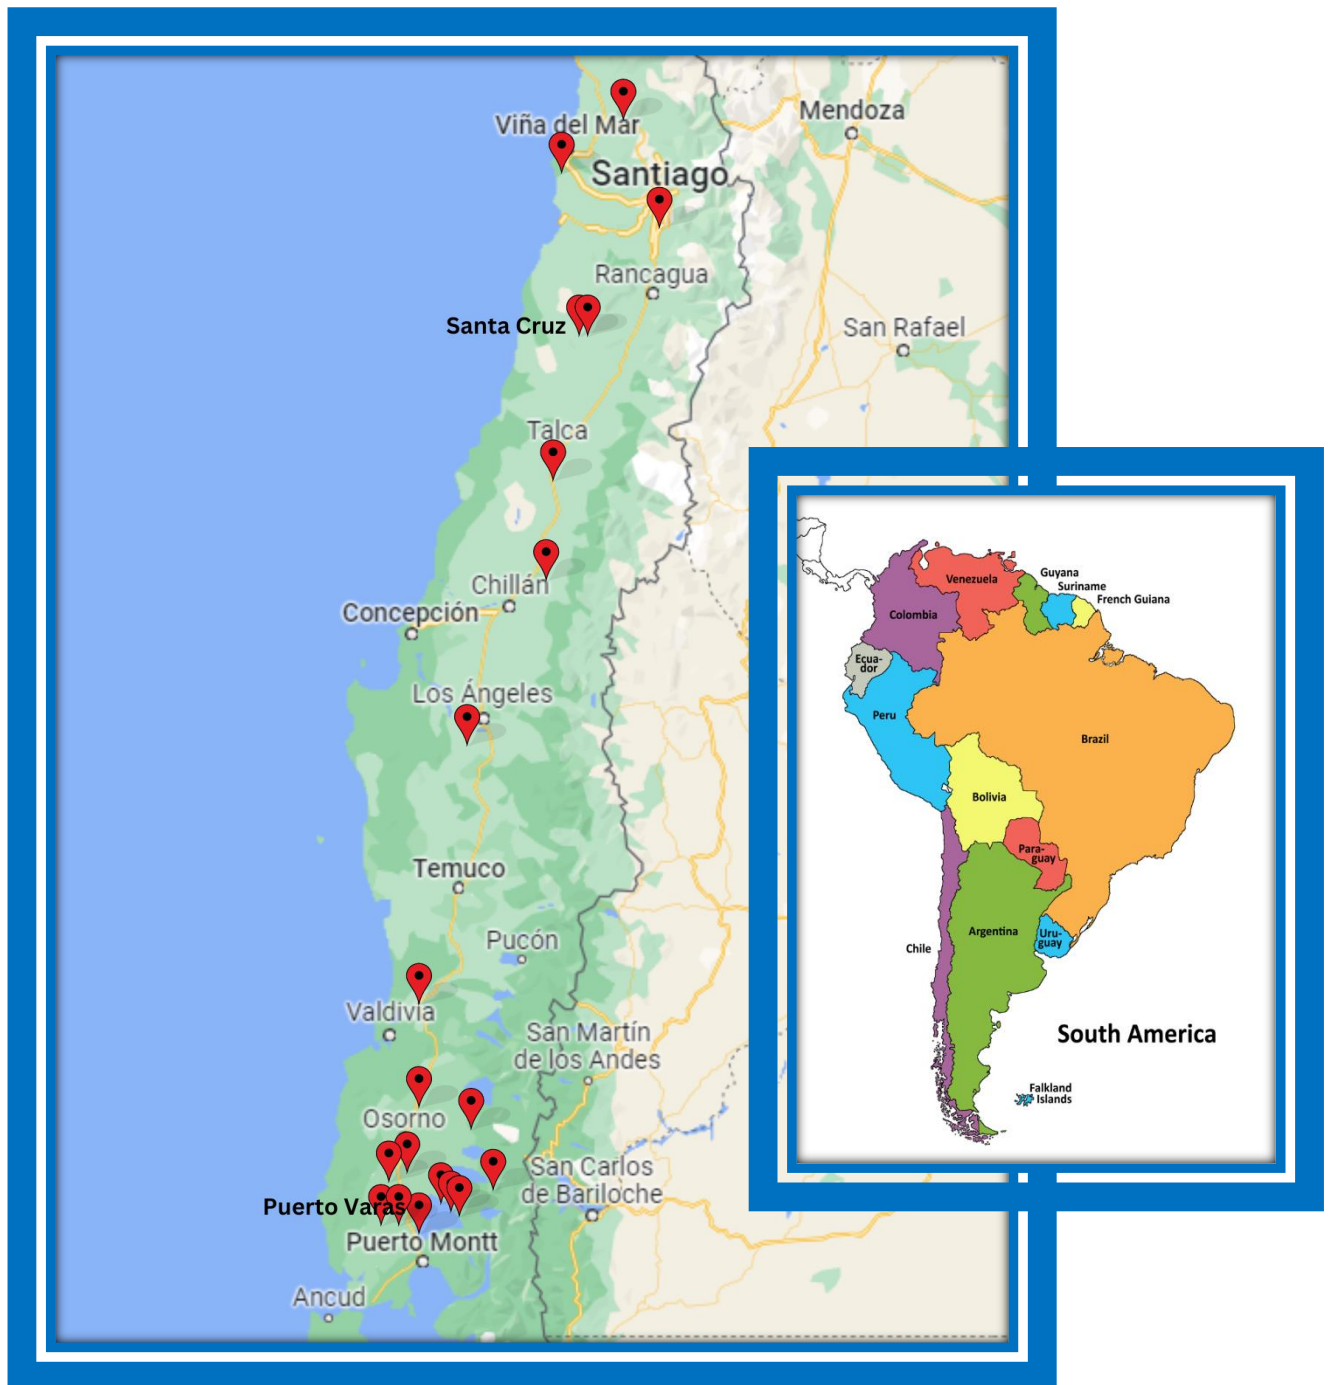 Viña del Mar
Mendoza
Santiago
Rancagua
Santa Cruz
San Rafael
Talca
Chillán
Concepción
Los Ángeles
Temuco
Pucón
Valdivia
San Martín
de los Andes
Osorno
San Carlos
de Bariloche
Puerto Varas
Puerto Montt
Ancud
Venezuela
Guyana
Suriname
French Guiana
Colombia
Ecua-
dor
Peru
Brazil
Bolivia
Para-
guay
Argentina
Uru-
guay
Chile
South America
Falkland
Islands